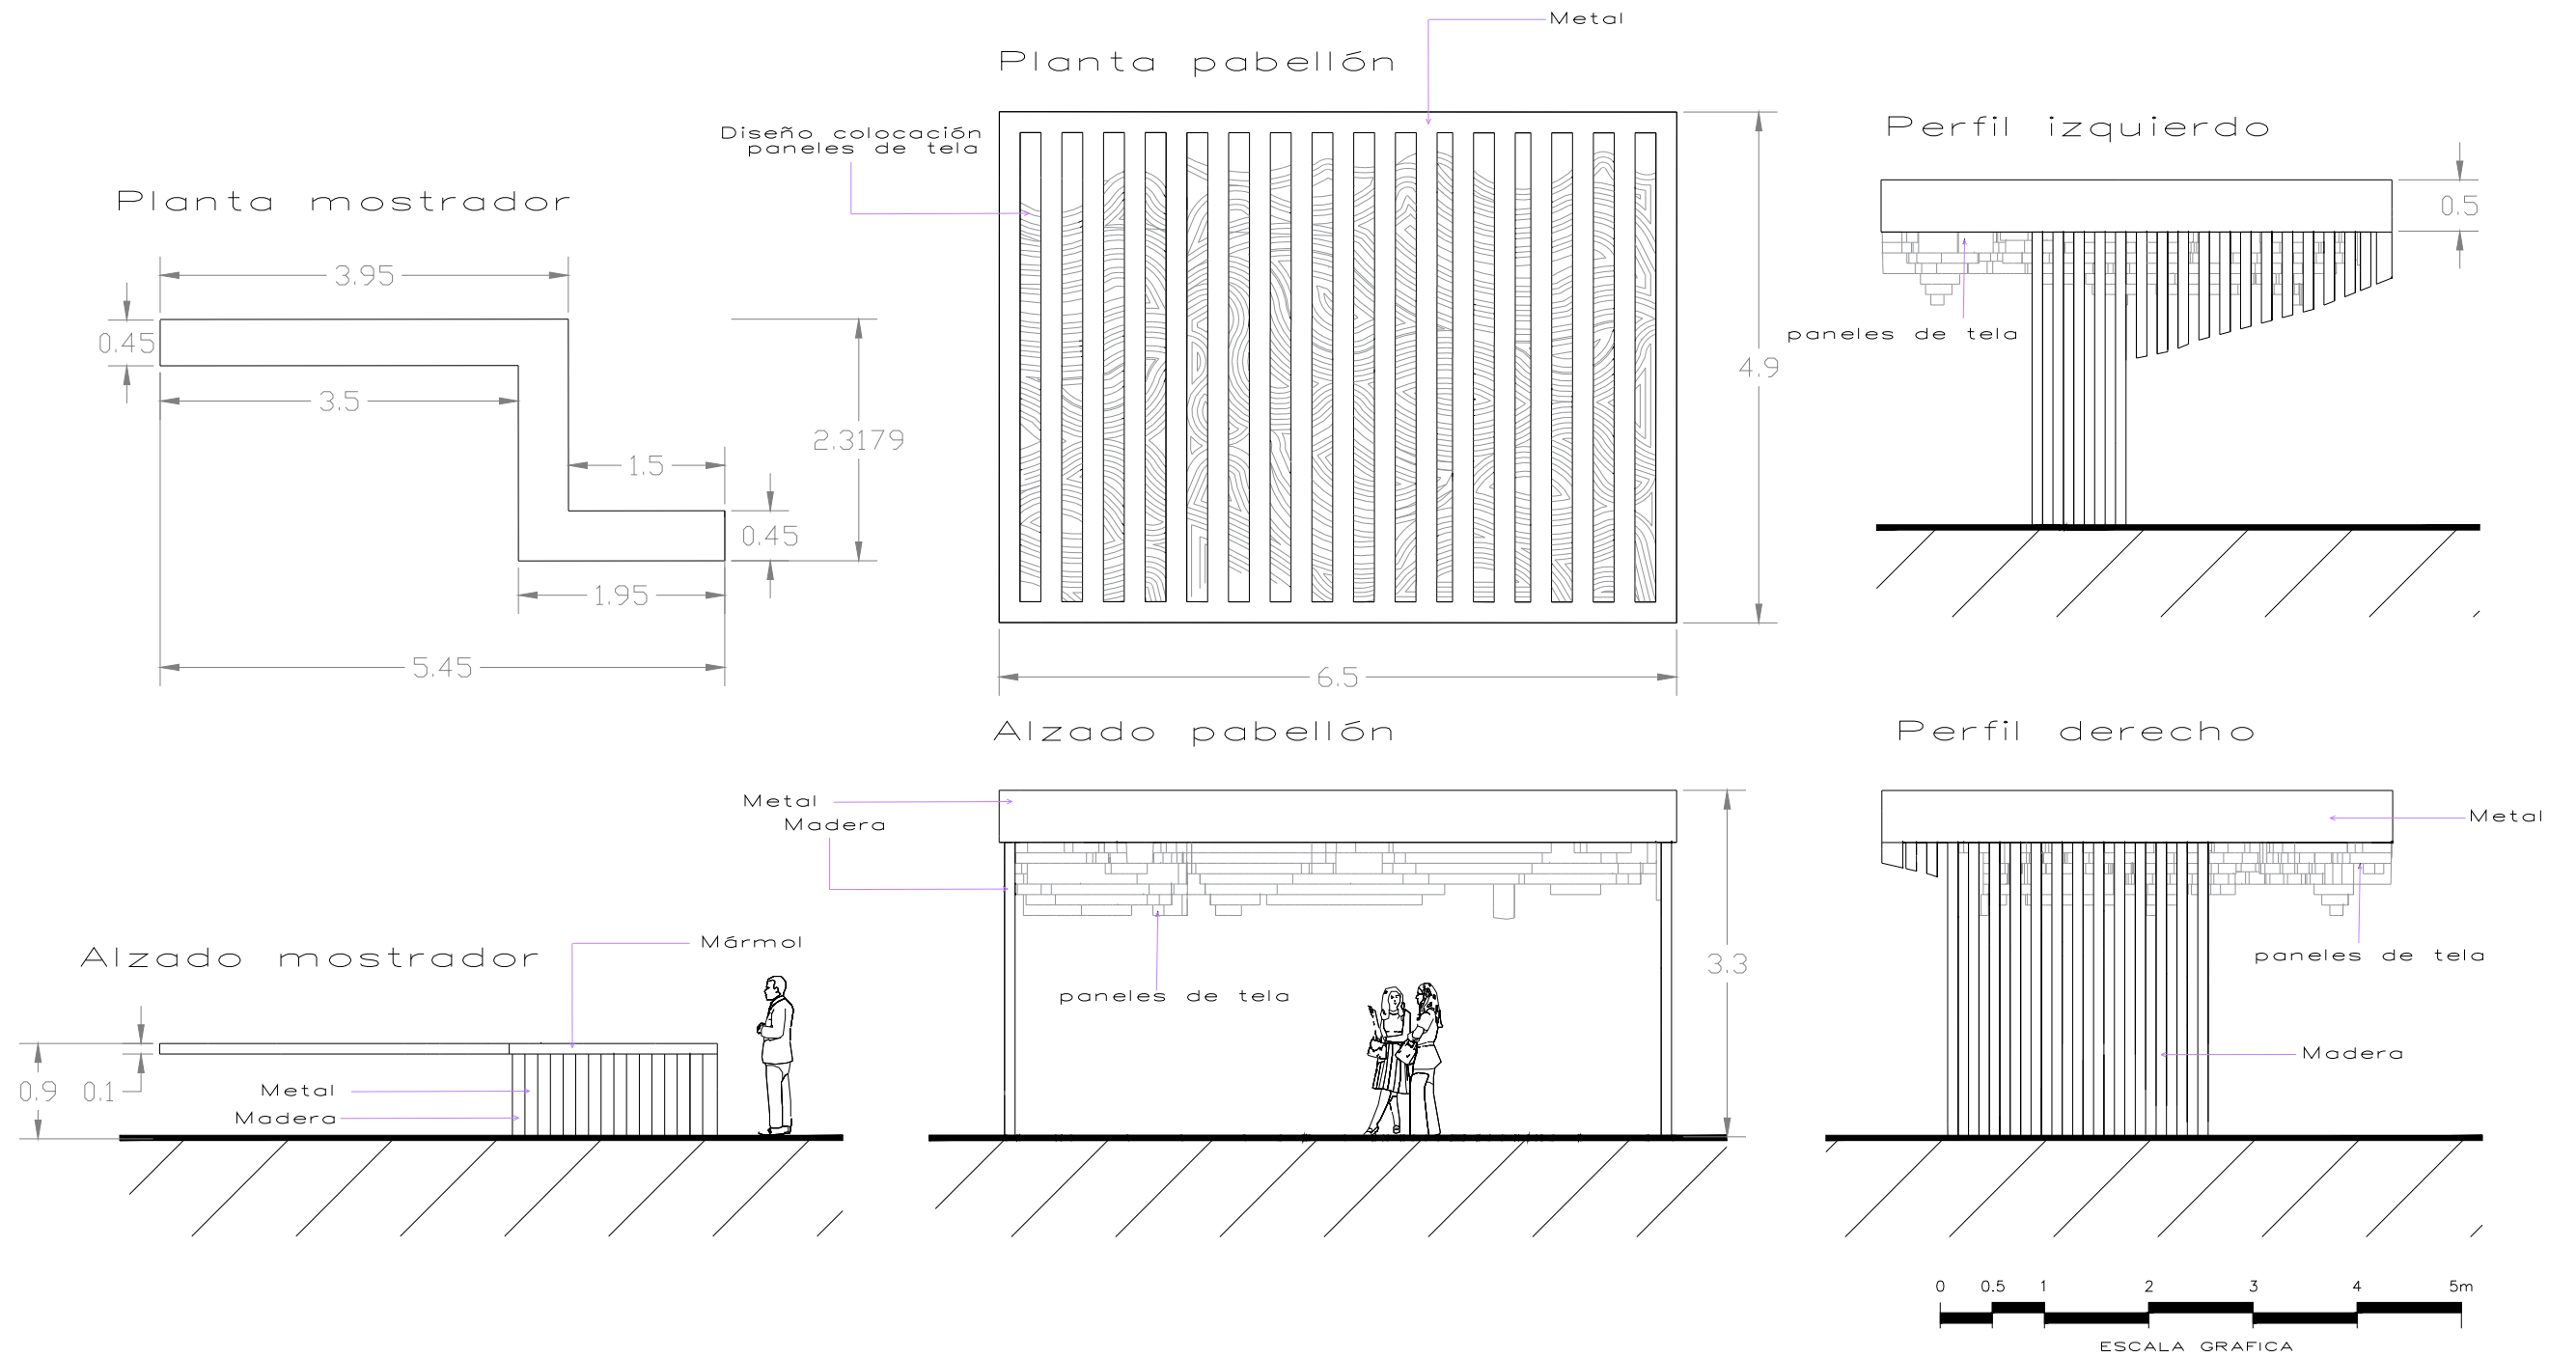 Metal
Planta pabellón
Diseño colocación
paneles de tela
4.9
6.5
Perfil izquierdo
0.5
paneles de tela
Planta mostrador
3.95
0.45
3.5
2.3179
1.5
0.45
1.95
5.45
Alzado pabellón
Metal
Madera
paneles de tela
3.3
Perfil derecho
Metal
paneles de tela
Madera
Alzado mostrador
Mármol
0.9
0.1
Metal
Madera
0 0.5 1 2 3 4 5m
ESCALA GRAFICA